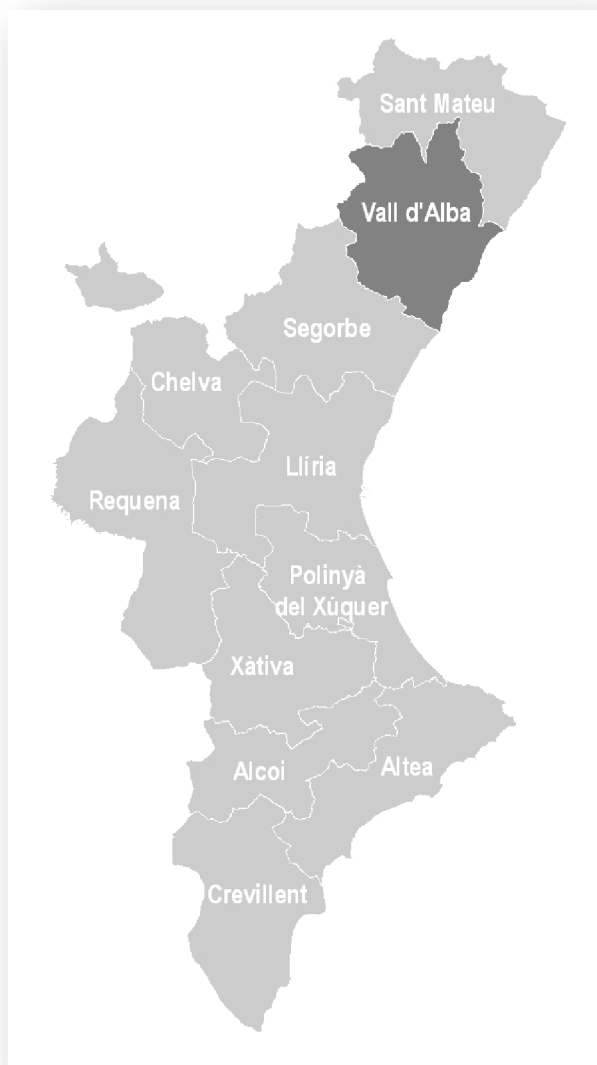 Sant Mateu
Vall d'Alba
Segorbe
Chelva
Llíria
Requena
Polinyà
del Xúquer
Xàtiva
Alcoi
Altea
Crevillent